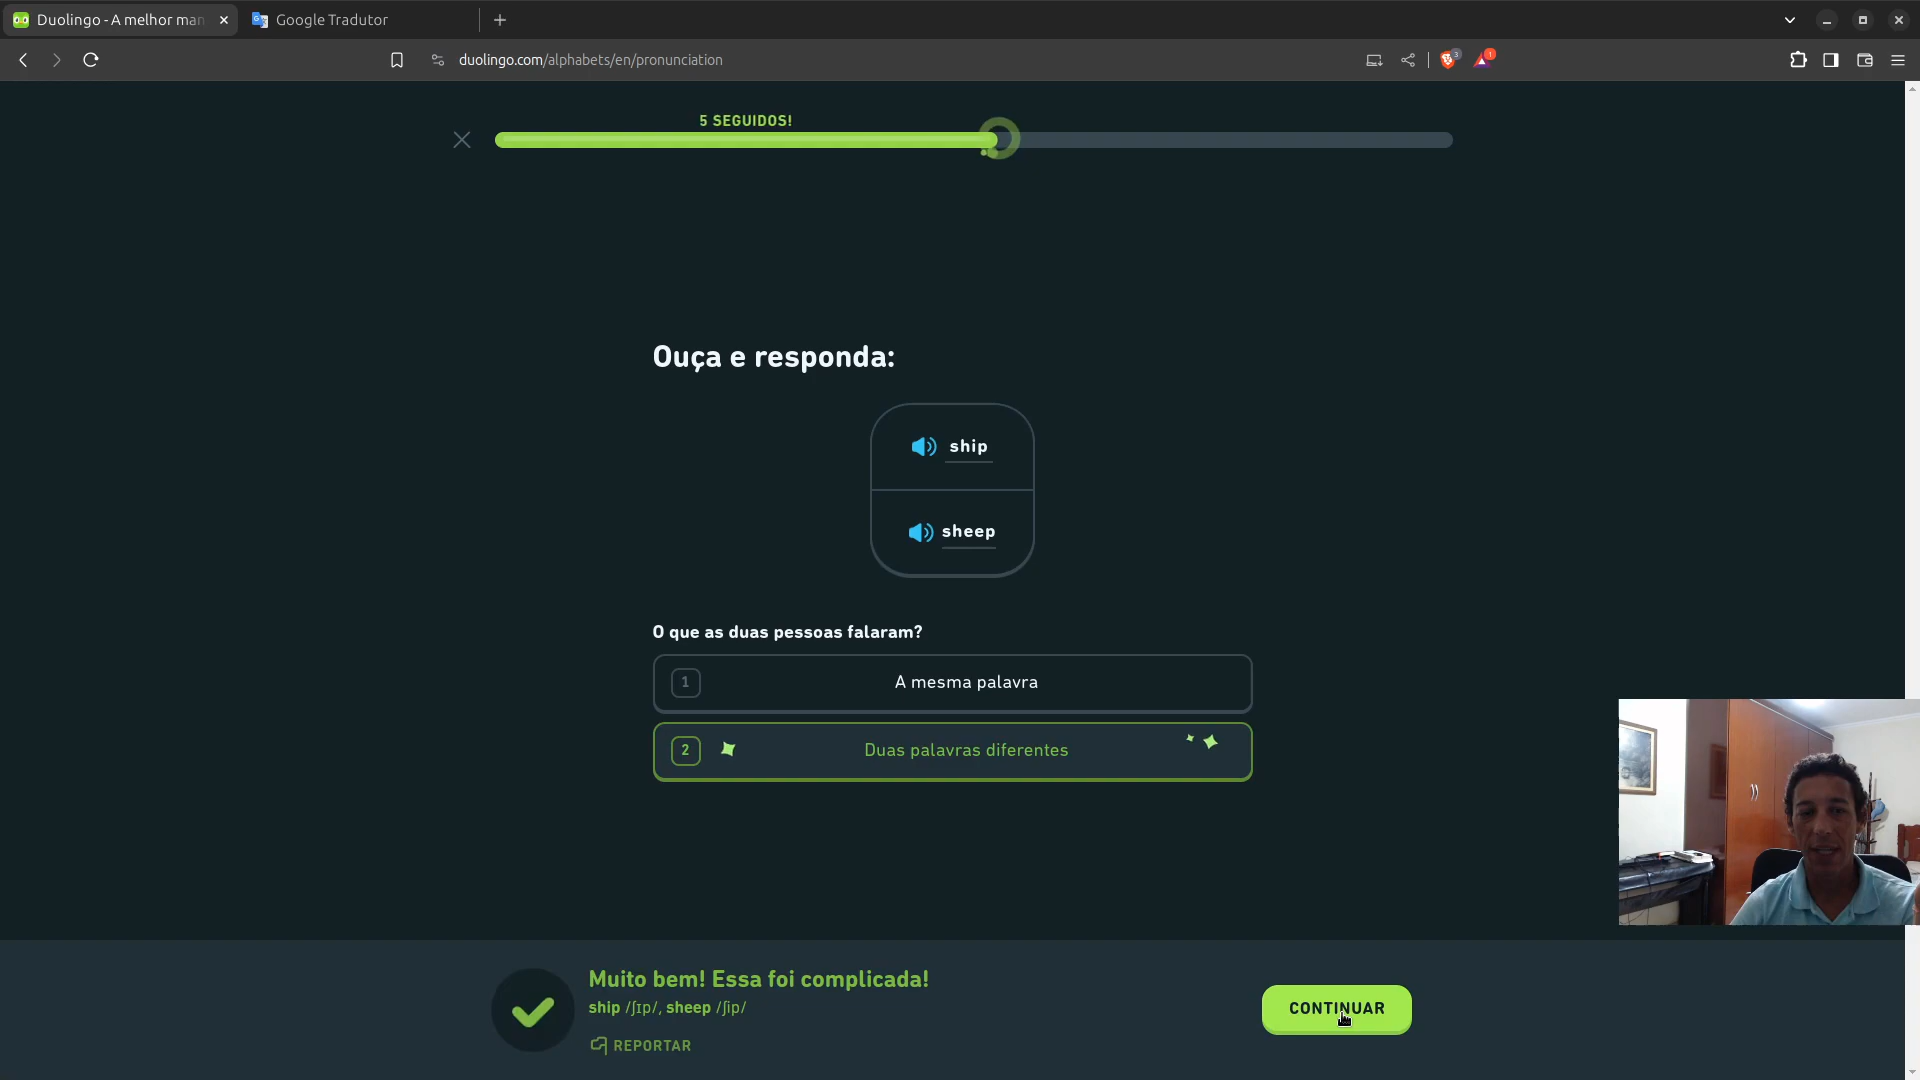 Duolingo - A melhor man
Google Tradutor
duolingo.com/alphabets/en/pronunciation
3
1
5 SEGUIDOS!
Ouça e responda:
ship
sheep
O que as duas pessoas falaram?
1 A mesma palavra
2 Duas palavras diferentes
Muito bem! Essa foi complicada!
ship /ʃɪp/, sheep /ʃip/
CONTINUAR
REPORTAR